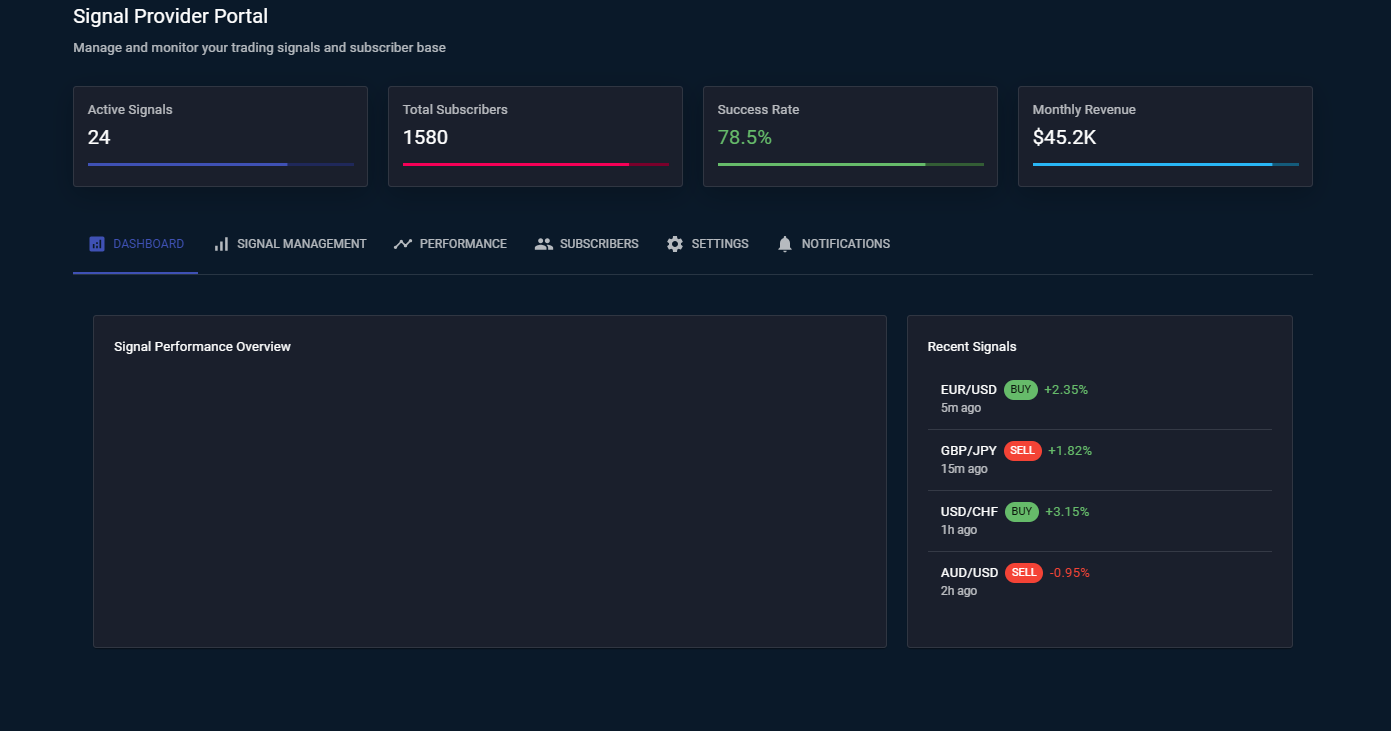 Signal Provider Portal
Manage and monitor your trading signals and subscriber base
Active Signals
24
Total Subscribers
1580
Success Rate
78.5%
Monthly Revenue
$45.2K
DASHBOARD SIGNAL MANAGEMENT PERFORMANCE SUBSCRIBERS SETTINGS NOTIFICATIONS
Signal Performance Overview
Recent Signals
EUR/USD BUY +2.35%
5m ago
GBP/JPY SELL +1.82%
15m ago
USD/CHF BUY +3.15%
1h ago
AUD/USD SELL -0.95%
2h ago